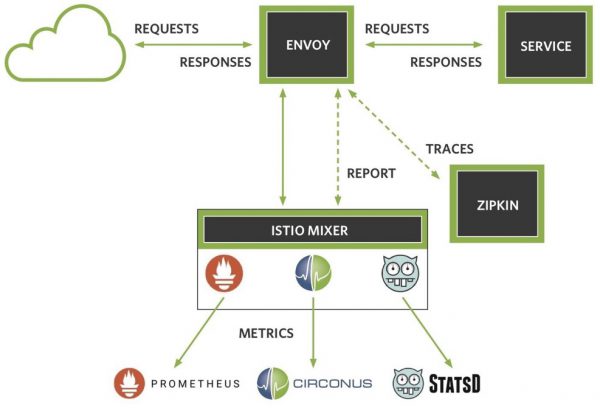 REQUESTS
RESPONSES
ENVOY
REQUESTS
RESPONSES
SERVICE
TRACES
REPORT
ZIPKIN
ISTIO MIXER
METRICS
PROMETHEUS
CIRCONUS
STATSD